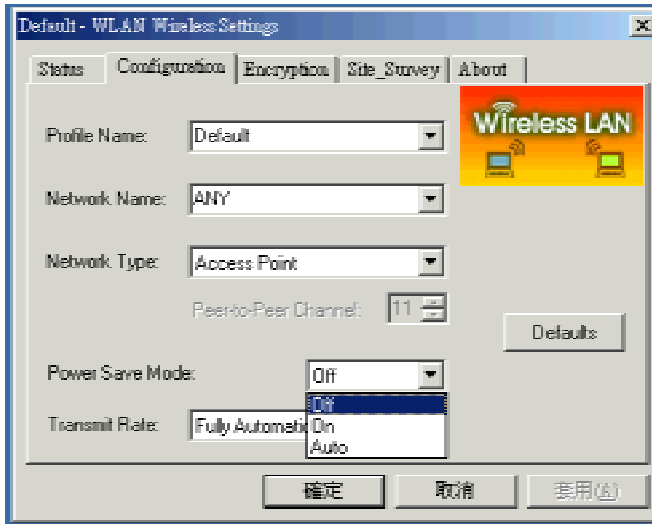 Default - WLAN Wireless Settings
Status Configuration Encryption Site_Survey About
Wireless LAN
Profile Name: Default
Network Name: ANY
Network Type: Access Point
Peer-to-Peer Channel: 11
Defaults
Power Save Mode: Off
Off
Transmit Rate: Fully Automatic On
Auto
確定 取消 套用(A)